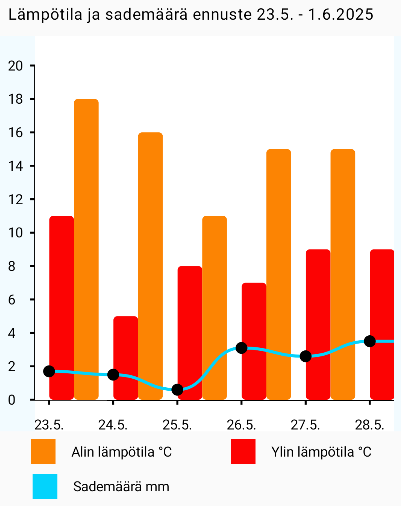 Lämpötila ja sademäärä ennuste 23.5. - 1.6.2025
20
18
16
14
12
10
8
6
4
2
0
23.5. 24.5. 25.5. 26.5. 27.5. 28.5.
Alin lämpötila °C Ylin lämpötila °C
Sademäärä mm